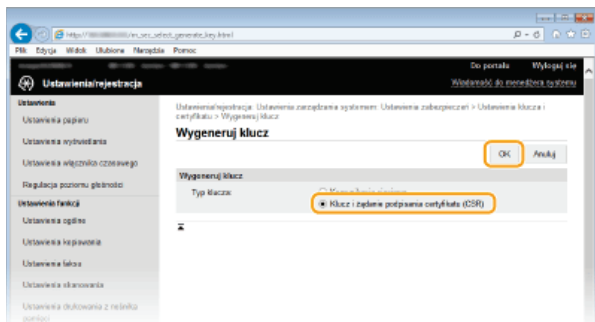 /m_sec_select_generate_key.html
Plik Edycja Widok Ulubione Narzędzia Pomoc
Do portalu Wyloguj się
Ustawienia/rejestracja
Wiadomość do menedżera systemu
Ustawienia
Ustawienia papieru
Ustawienia wyświetlania
Ustawienia włącznika czasowego
Regulacja poziomu głośności
Ustawienia funkcji
Ustawienia ogólne
Ustawienia kopiowania
Ustawienia faksu
Ustawienia skanowania
Ustawienia drukowania z nośnika pamięci
Ustawienia/rejestracja: Ustawienia zarządzania systemem: Ustawienia zabezpieczeń > Ustawienia klucza i
certyfikatu > Wygeneruj klucz
Wygeneruj klucz
OK Anuluj
Wygeneruj klucz
Typ klucza:
Klucz i żądanie podpisania certyfikatu (CSR)